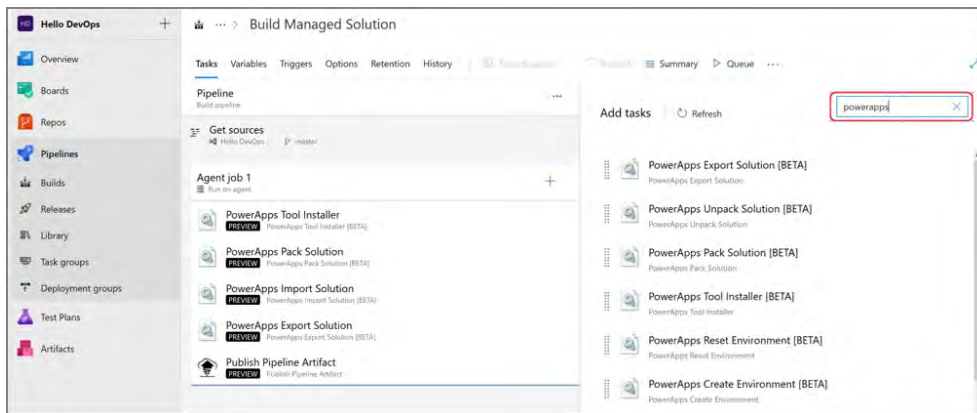 HD Hello DevOps
Build Managed Solution
Overview
Boards
Repos
Pipelines
Builds
Releases
Library
Task groups
Deployment groups
Test Plans
Artifacts
Tasks Variables Triggers Options Retention History Summary Queue
Pipeline
Build pipeline
Get sources
Hello DevOps master
Agent job 1
Run on agent
PowerApps Tool Installer
PREVIEW PowerApps Tool Installer [BETA]
PowerApps Pack Solution
PREVIEW PowerApps Pack Solution [BETA]
PowerApps Import Solution
PREVIEW PowerApps Import Solution [BETA]
PowerApps Export Solution
PREVIEW PowerApps Export Solution [BETA]
Publish Pipeline Artifact
PREVIEW Publish Pipeline Artifact
Add tasks Refresh powerapps
PowerApps Export Solution [BETA]
PowerApps Export Solution
PowerApps Unpack Solution [BETA]
PowerApps Unpack Solution
PowerApps Pack Solution [BETA]
PowerApps Pack Solution
PowerApps Tool Installer [BETA]
PowerApps Tool Installer
PowerApps Reset Environment [BETA]
PowerApps Reset Environment
PowerApps Create Environment [BETA]
PowerApps Create Environment